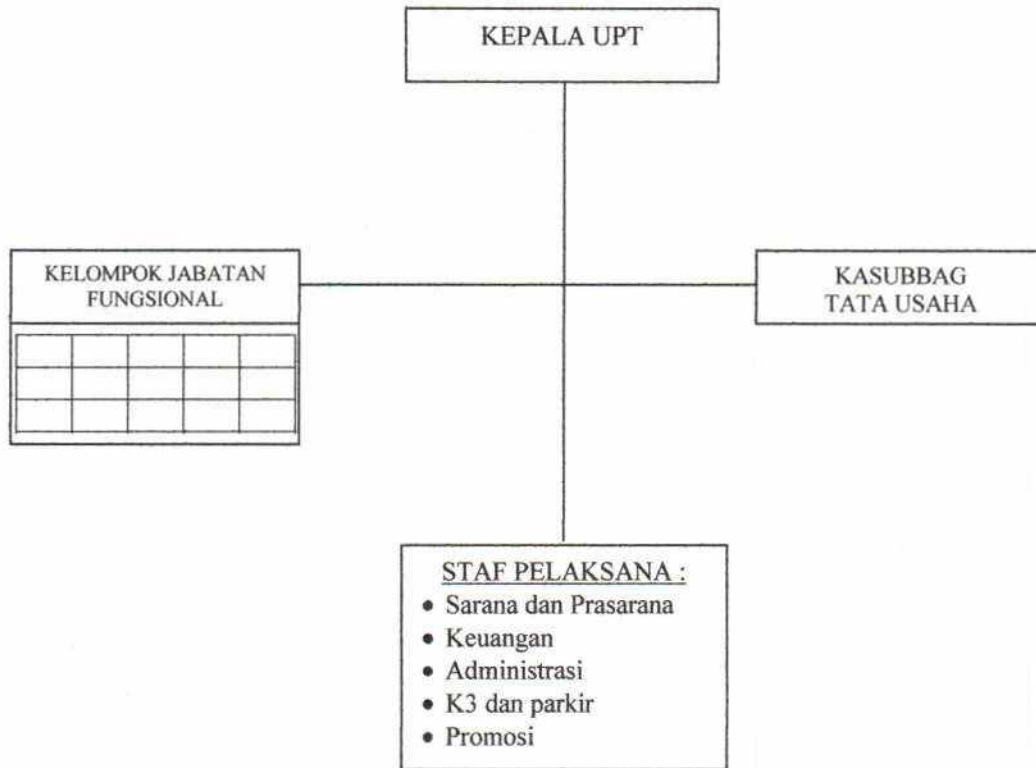 KEPALA UPT
KELOMPOK JABATAN
FUNGSIONAL
KASUBBAG
TATA USAHA
STAF PELAKSANA :
• Sarana dan Prasarana
• Keuangan
• Administrasi
• K3 dan parkir
• Promosi